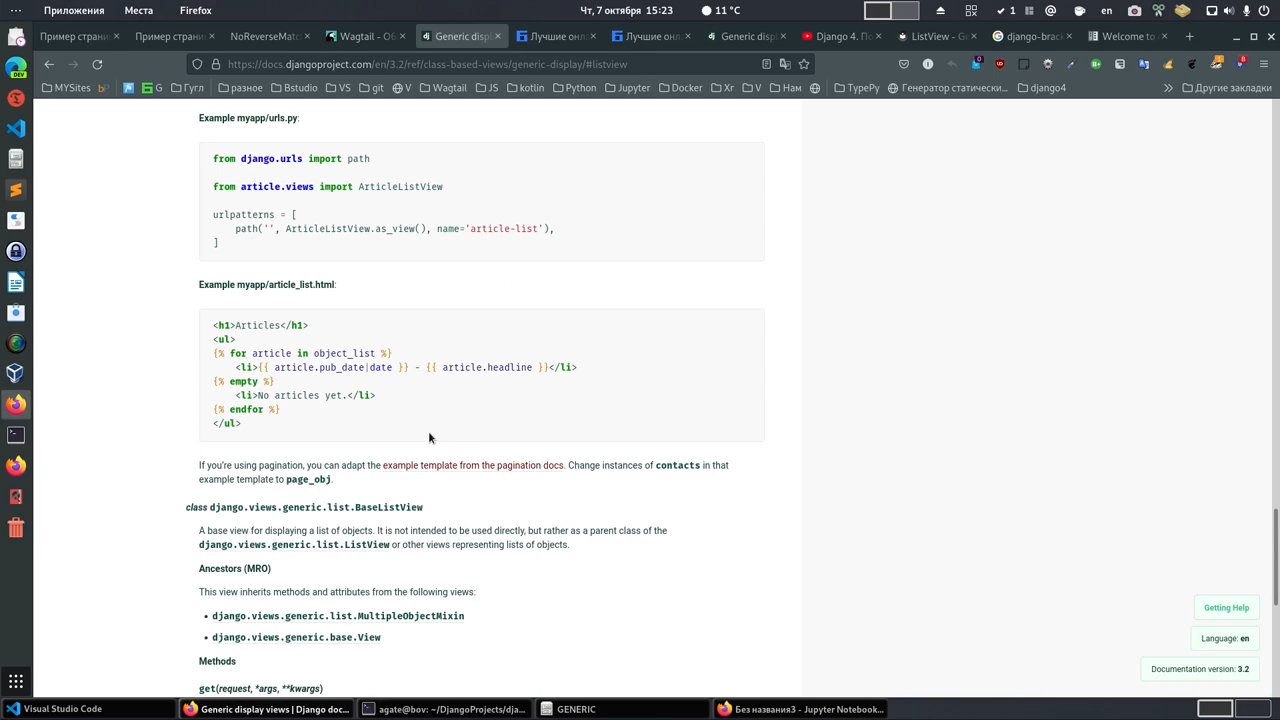 Приложения Места Firefox Чт, 7 октября 15:23 11 °C 1 en
Пример страни Пример страни NoReverseMatc Wagtail - Об Generic displ Лучшие онл Лучшие онл Generic displ Django 4. По ListView - Ge django-brac Welcome to
https://docs.djangoproject.com/en/3.2/ref/class-based-views/generic-display/#listview
MYSites G Гугл разное Bstudio VS git V Wagtail JS kotlin Python Jupyter Docker Xr V Нам TypePy Генератор статически... django4 Другие закладки
Example myapp/urls.py:
from django.urls import path
from article.views import ArticleListView
urlpatterns = [
path('', ArticleListView.as_view(), name='article-list'),
]
Example myapp/article_list.html:
<h1>Articles</h1>
<ul>
{% for article in object_list %}
<li>{{ article.pub_date|date }} - {{ article.headline }}</li>
{% empty %}
<li>No articles yet.</li>
{% endfor %}
</ul>
If you're using pagination, you can adapt the example template from the pagination docs. Change instances of contacts in that
example template to page_obj.
class django.views.generic.list.BaseListView
A base view for displaying a list of objects. It is not intended to be used directly, but rather as a parent class of the
django.views.generic.list.ListView or other views representing lists of objects.
Ancestors (MRO)
This view inherits methods and attributes from the following views:
• django.views.generic.list.MultipleObjectMixin
• django.views.generic.base.View
Methods
get(request, *args, **kwargs)
Getting Help
Language: en
Documentation version: 3.2
Visual Studio Code Generic display views | Django doc... agate@bov: ~/DjangoProjects/dja... GENERIC Без названия3 - Jupyter Notebook...